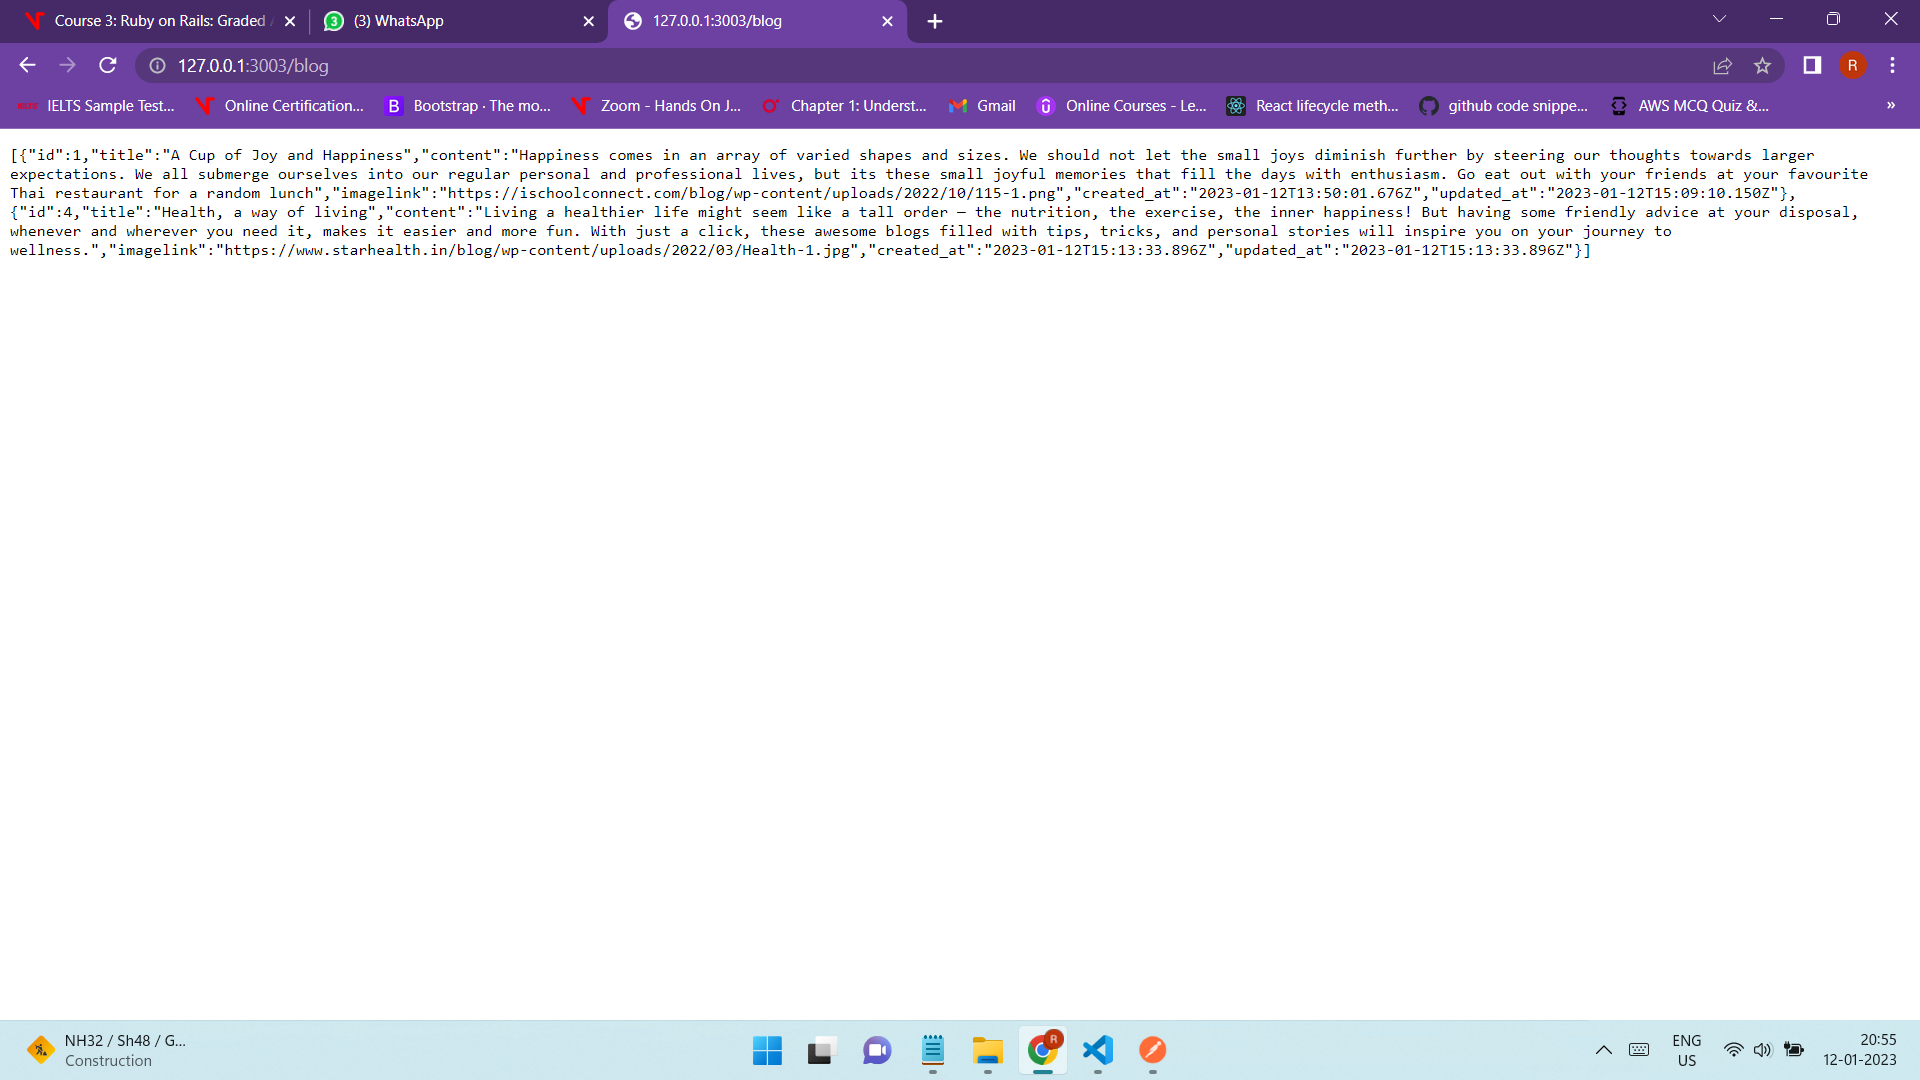 Course 3: Ruby on Rails: Graded
(3) WhatsApp
127.0.0.1:3003/blog
127.0.0.1:3003/blog
R
IELTS Sample Test...
Online Certification...
B Bootstrap · The mo...
Zoom - Hands On J...
Chapter 1: Underst...
Gmail
Online Courses - Le...
React lifecycle meth...
github code snippe...
AWS MCQ Quiz &...
»
[{"id":1,"title":"A Cup of Joy and Happiness","content":"Happiness comes in an array of varied shapes and sizes. We should not let the small joys diminish further by steering our thoughts towards larger
expectations. We all submerge ourselves into our regular personal and professional lives, but its these small joyful memories that fill the days with enthusiasm. Go eat out with your friends at your favourite
Thai restaurant for a random lunch","imagelink":"https://ischoolconnect.com/blog/wp-content/uploads/2022/10/115-1.png","created_at":"2023-01-12T13:50:01.676Z","updated_at":"2023-01-12T15:09:10.150Z"},
{"id":4,"title":"Health, a way of living","content":"Living a healthier life might seem like a tall order — the nutrition, the exercise, the inner happiness! But having some friendly advice at your disposal,
whenever and wherever you need it, makes it easier and more fun. With just a click, these awesome blogs filled with tips, tricks, and personal stories will inspire you on your journey to
wellness.","imagelink":"https://www.starhealth.in/blog/wp-content/uploads/2022/03/Health-1.jpg","created_at":"2023-01-12T15:13:33.896Z","updated_at":"2023-01-12T15:13:33.896Z"}]
NH32 / Sh48 / G...
Construction
R
ENG
US
20:55
12-01-2023